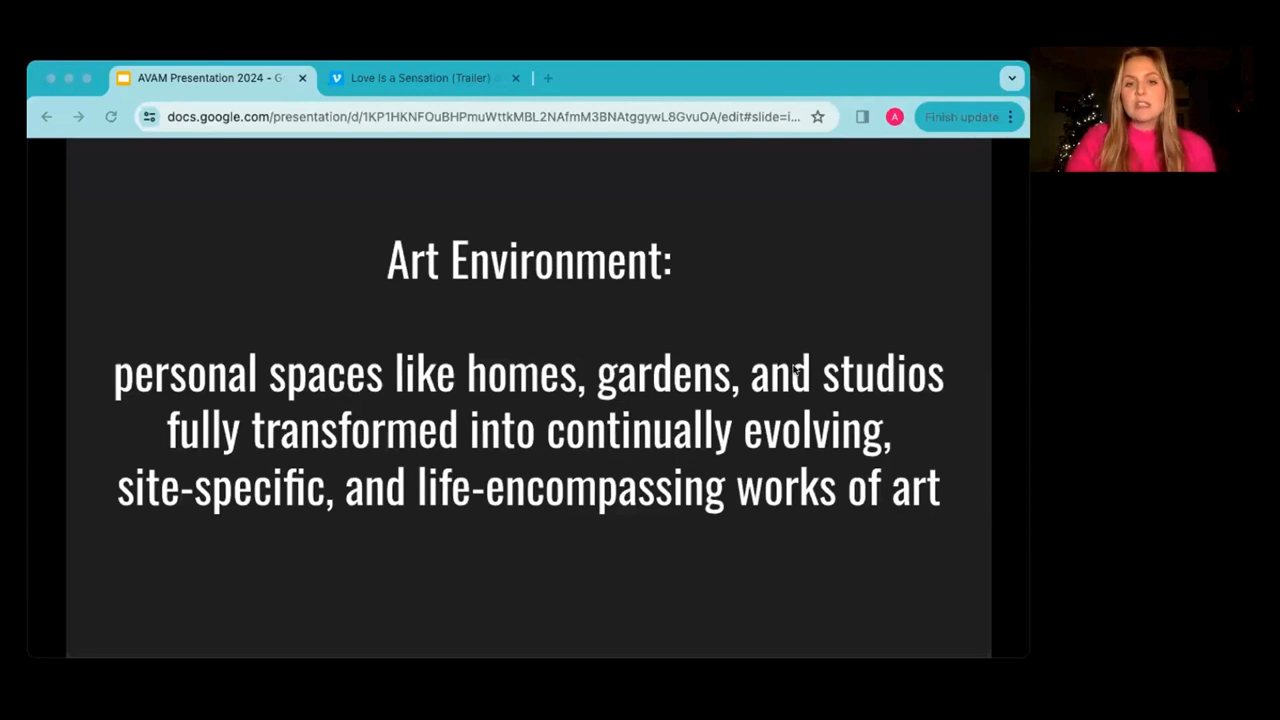 AVAM Presentation 2024 - G
Love Is a Sensation (Trailer)
docs.google.com/presentation/d/1KP1HKNFOuBHPmuWttkMBL2NAfmM3BNAtggywL8GvuOA/edit#slide=i...
A
Finish update
Art Environment:
personal spaces like homes, gardens, and studios
fully transformed into continually evolving,
site-specific, and life-encompassing works of art